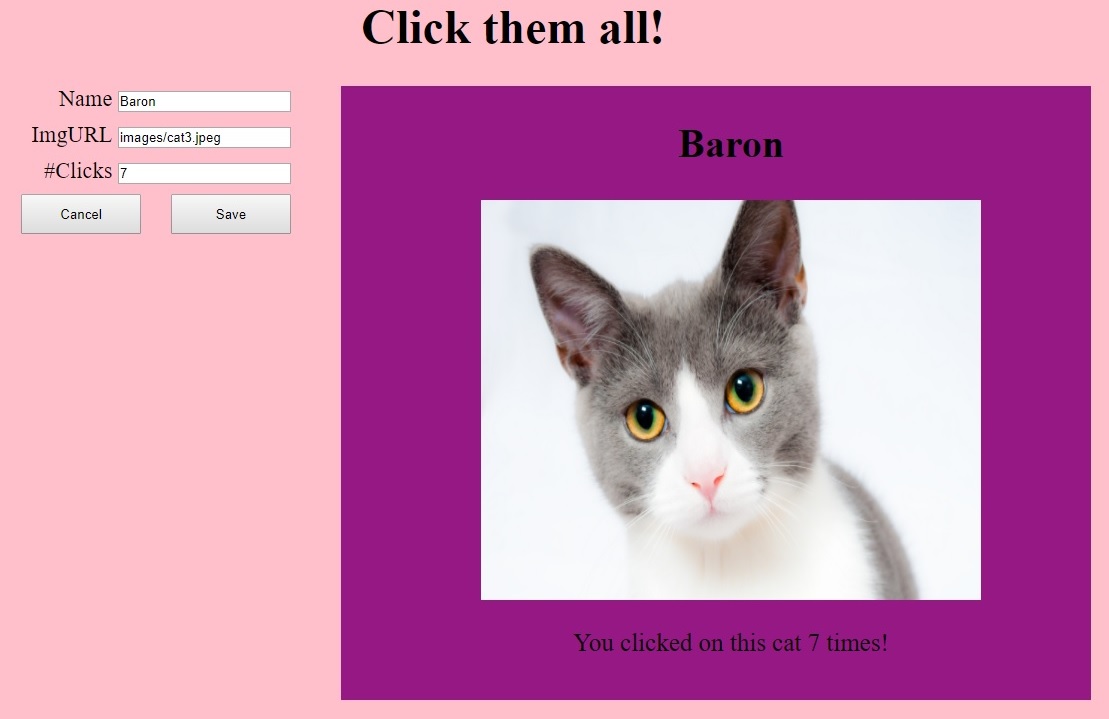 Click them all!
Name Baron
ImgURL images/cat3.jpeg
#Clicks 7
Cancel Save
Baron
You clicked on this cat 7 times!